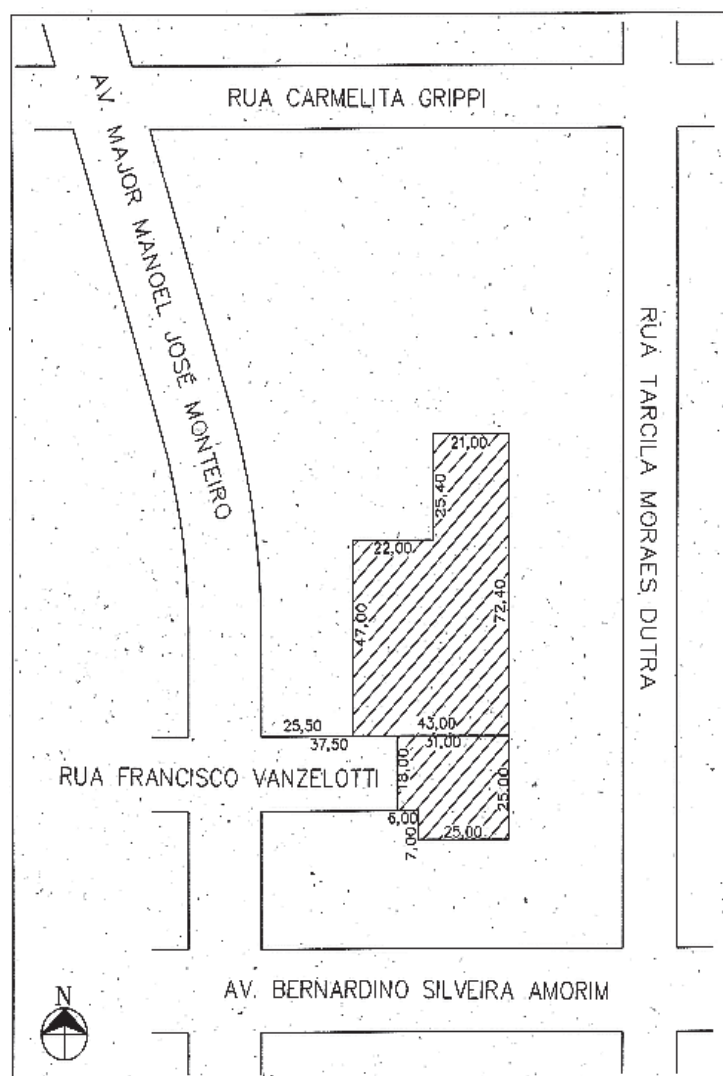 RUA CARMELITA GRIPPI
AV. MAJOR MANOEL JOSÉ MONTEIRO
RUA TARCILA MORAES DUTRA
21,00
25,40
22,00
47,00
72,40
25,50
43,00
37,50
31,00
RUA FRANCISCO VANZELOTTI
18,00
25,00
6,00
7,00
25,00
AV. BERNARDINO SILVEIRA AMORIM
N